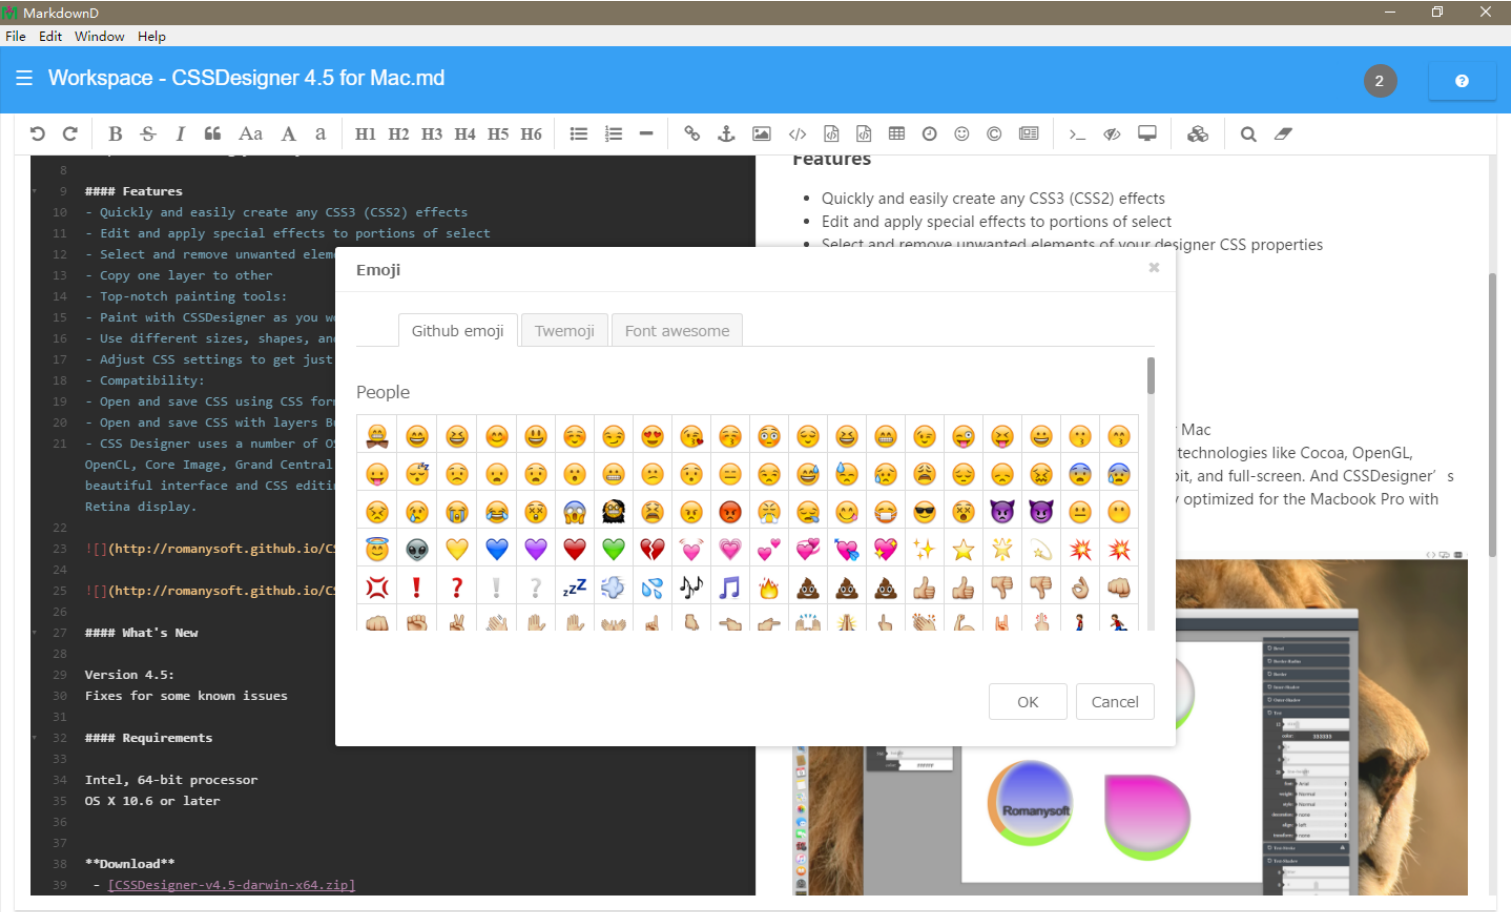 MarkdownD
File Edit Window Help
Workspace - CSSDesigner 4.5 for Mac.md
2
B S I Aa A a H1 H2 H3 H4 H5 H6
8
9 #### Features
10 - Quickly and easily create any CSS3 (CSS2) effects
11 - Edit and apply special effects to portions of select
12 - Select and remove unwanted elem
13 - Copy one layer to other
14 - Top-notch painting tools:
15 - Paint with CSSDesigner as you w
16 - Use different sizes, shapes, an
17 - Adjust CSS settings to get just
18 - Compatibility:
19 - Open and save CSS using CSS for
20 - Open and save CSS with layers B
21 - CSS Designer uses a number of OS
OpenCL, Core Image, Grand Central
beautiful interface and CSS editi
Retina display.
22
23 ![](http://romanysoft.github.io/CS
24
25 ![](http://romanysoft.github.io/CS
26
27 #### What's New
28
29 Version 4.5:
30 Fixes for some known issues
31
32 #### Requirements
33
34 Intel, 64-bit processor
35 OS X 10.6 or later
36
37
38 **Download**
39 - [CSSDesigner-v4.5-darwin-x64.zip]
Features
• Quickly and easily create any CSS3 (CSS2) effects
• Edit and apply special effects to portions of select
• Select and remove unwanted elements of your designer CSS properties
Mac
technologies like Cocoa, OpenGL,
bit, and full-screen. And CSSDesigner's
optimized for the Macbook Pro with
Emoji
Github emoji Twemoji Font awesome
People
OK Cancel
Romanysoft